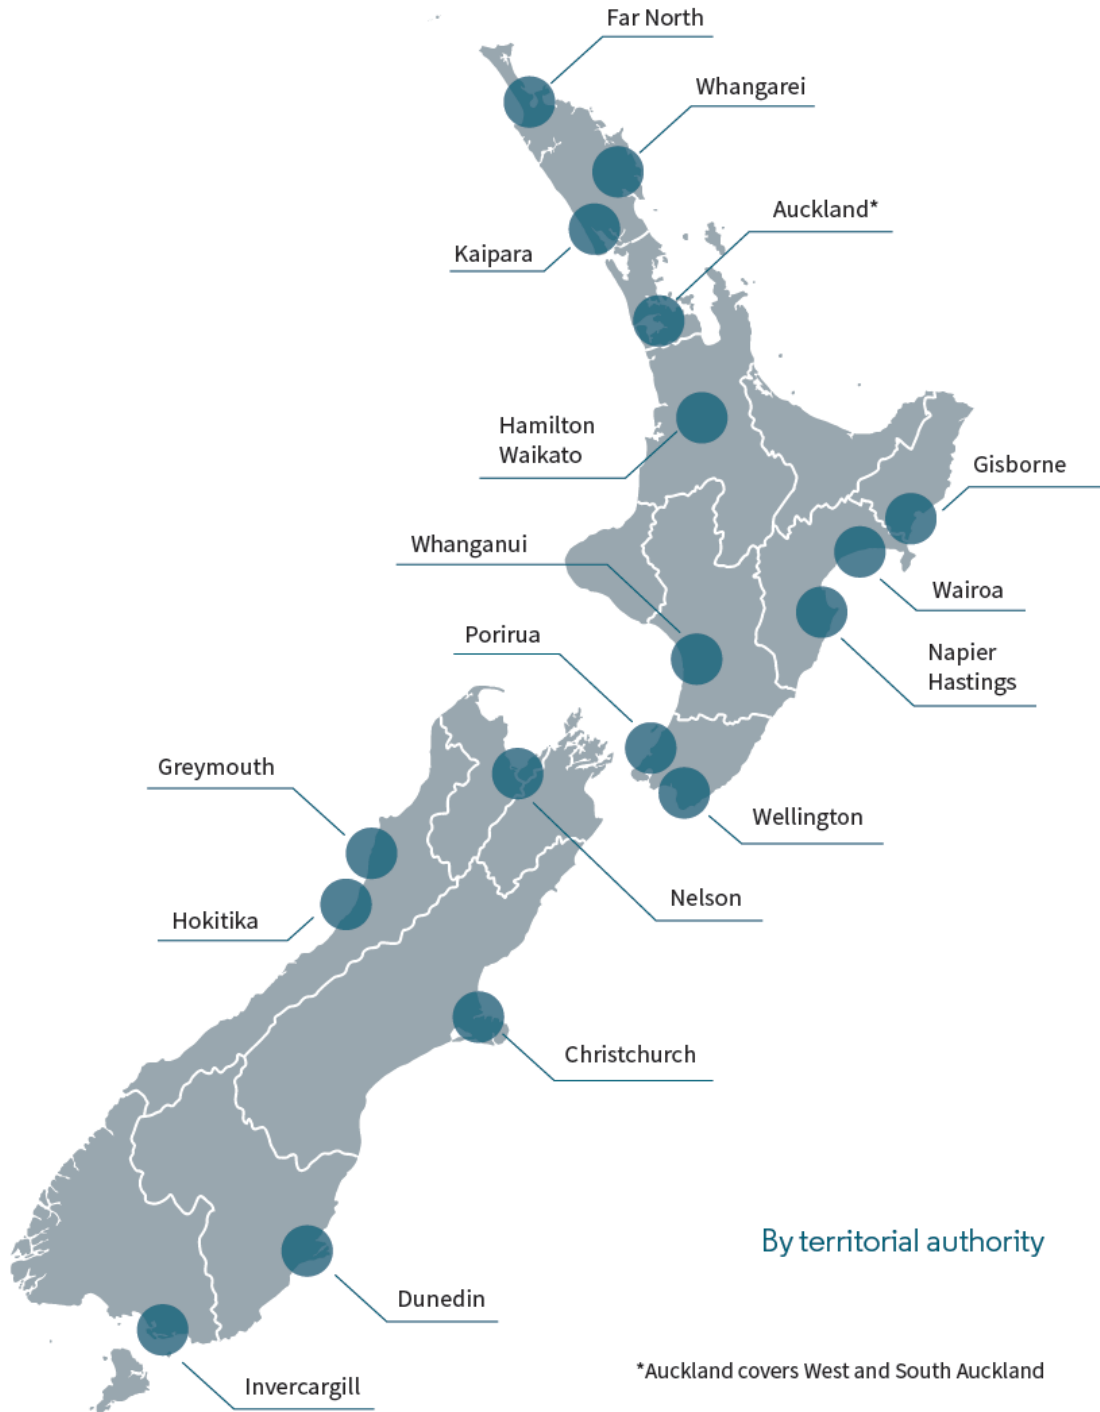 Far North
Whangarei
Auckland*
Kaipara
Hamilton
Waikato
Gisborne
Whanganui
Wairoa
Porirua
Napier
Hastings
Greymouth
Wellington
Nelson
Hokitika
Christchurch
By territorial authority
Dunedin
*Auckland covers West and South Auckland
Invercargill